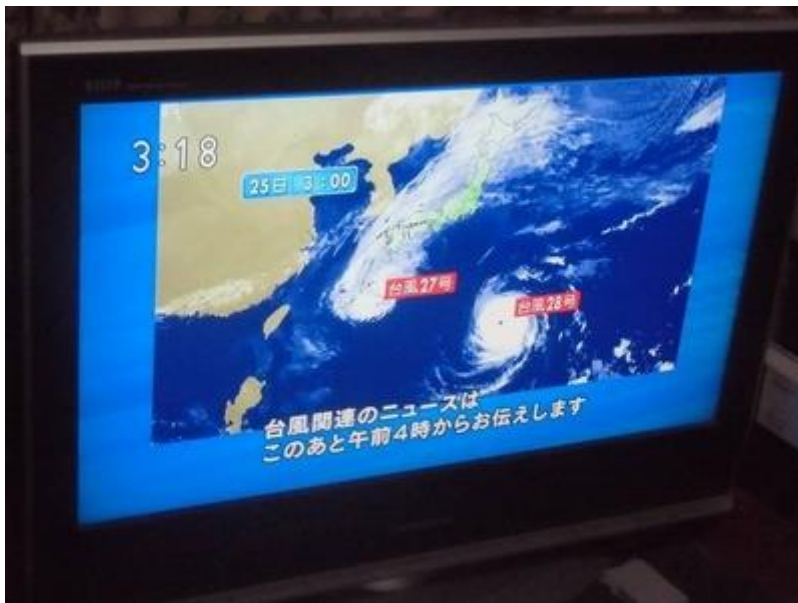 3:18
25日 3:00
台風27号
台風28号
台風関連のニュースは
このあと午前4時からお伝えします